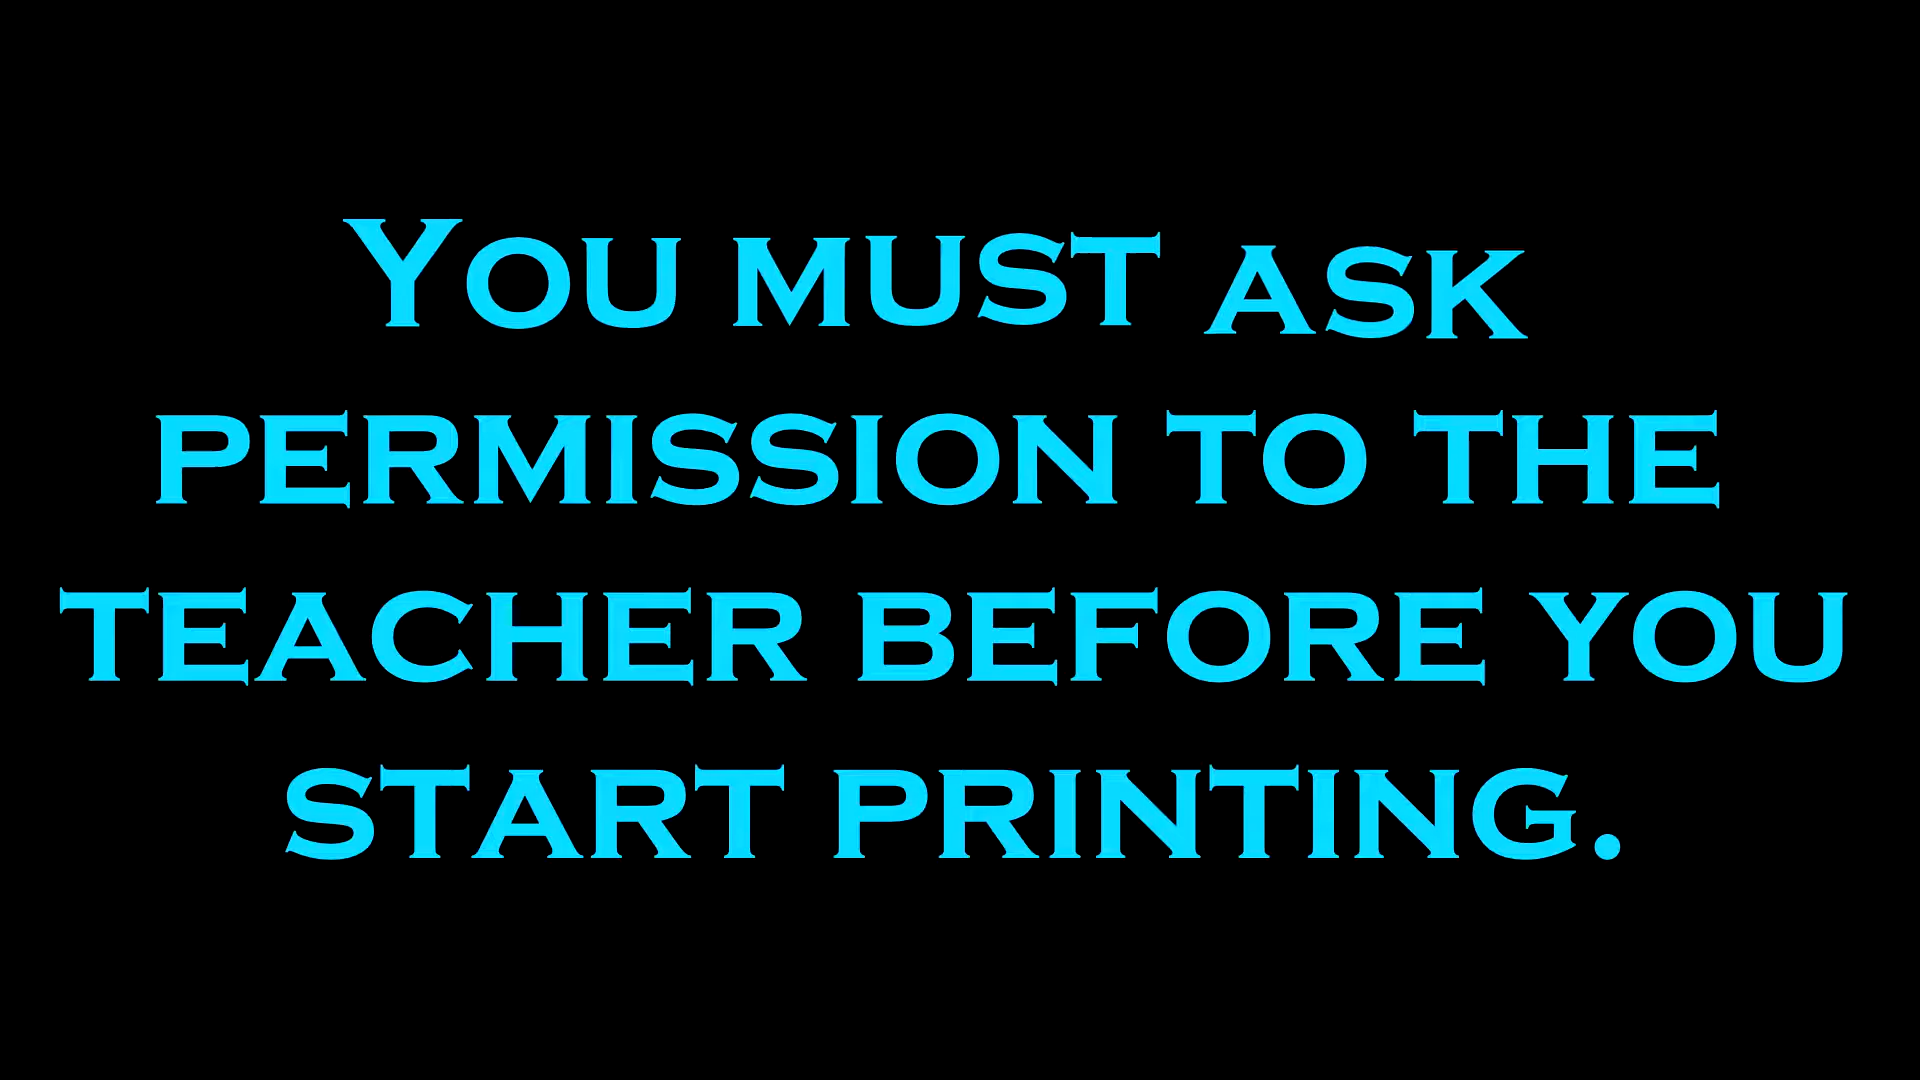 You must ask
permission to the
teacher before you
start printing.